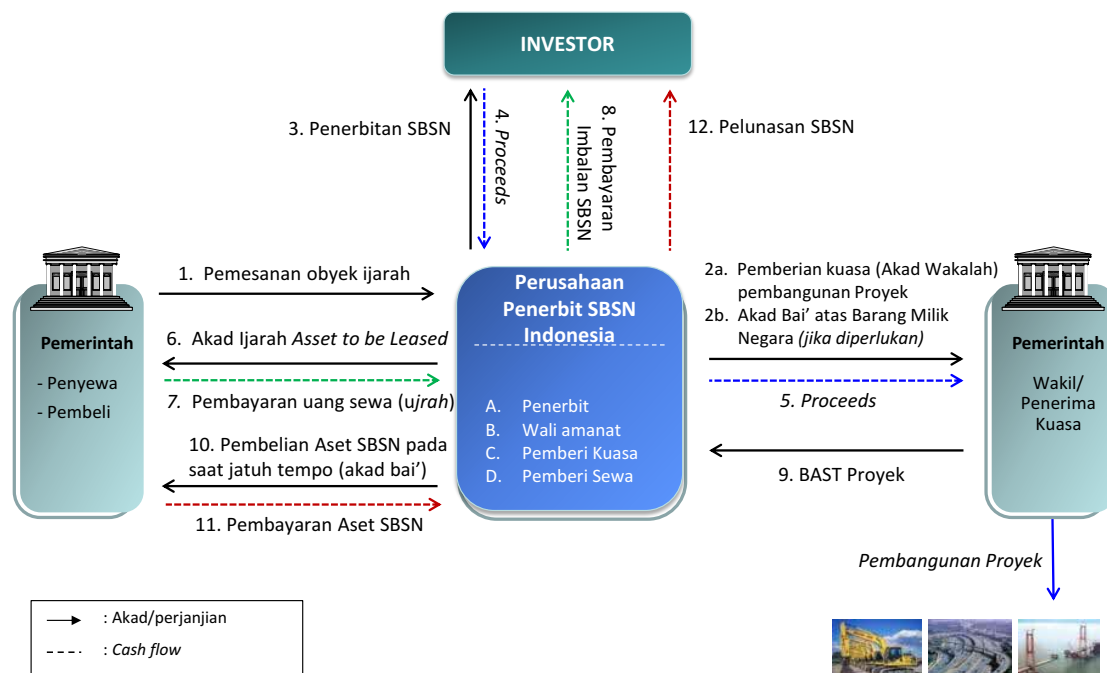 INVESTOR
3. Penerbitan SBSN
4. Proceeds
8. Pembayaran
Imbalan SBSN
12. Pelunasan SBSN
Pemerintah
- Penyewa
- Pembeli
1. Pemesanan obyek ijarah
6. Akad Ijarah Asset to be Leased
7. Pembayaran uang sewa (ujrah)
10. Pembelian Aset SBSN pada
saat jatuh tempo (akad bai’)
11. Pembayaran Aset SBSN
Perusahaan
Penerbit SBSN
Indonesia
A. Penerbit
B. Wali amanat
C. Pemberi Kuasa
D. Pemberi Sewa
2a. Pemberian kuasa (Akad Wakalah)
pembangunan Proyek
2b. Akad Bai’ atas Barang Milik
Negara (jika diperlukan)
5. Proceeds
9. BAST Proyek
Pemerintah
Wakil/
Penerima
Kuasa
Pembangunan Proyek
: Akad/perjanjian
: Cash flow